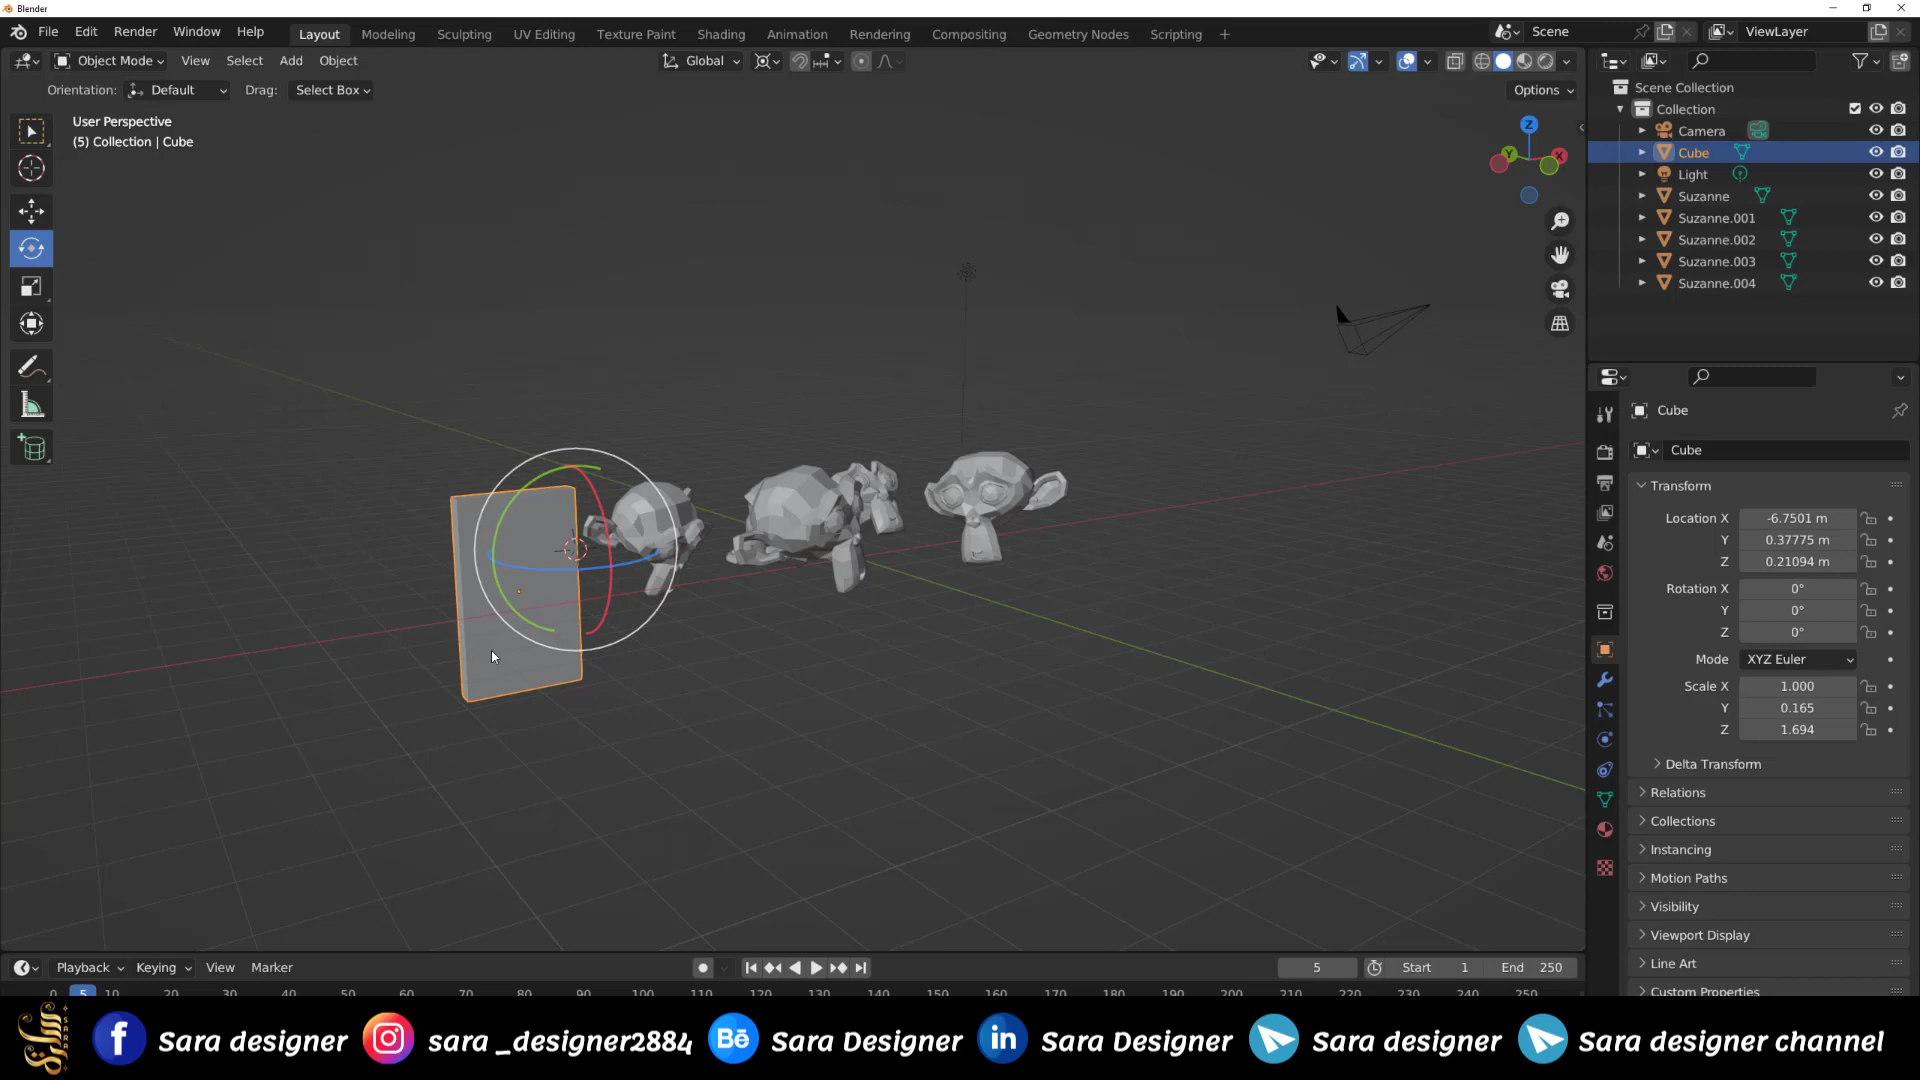 Blender
File Edit Render Window Help
Layout Modeling Sculpting UV Editing Texture Paint Shading Animation Rendering Compositing Geometry Nodes Scripting +
Scene
ViewLayer
Object Mode View Select Add Object
Global
Orientation: Default Drag: Select Box
Options
User Perspective
(5) Collection | Cube
Z
Y
X
Scene Collection
Collection
Camera
Cube
Light
Suzanne
Suzanne.001
Suzanne.002
Suzanne.003
Suzanne.004
Cube
Cube
Transform
Location X -6.7501 m
Y 0.37775 m
Z 0.21094 m
Rotation X 0°
Y 0°
Z 0°
Mode XYZ Euler
Scale X 1.000
Y 0.165
Z 1.694
Delta Transform
Relations
Collections
Instancing
Motion Paths
Visibility
Viewport Display
Line Art
Custom Properties
Playback Keying View Marker
5 Start 1 End 250
0 5 10 20 30 40 50 60 70 80 90 100 110 120 130 140 150 160 170 180 190 200 210 220 230 240 250
Sara designer
sara _designer2884
Bē Sara Designer
in Sara Designer
Sara designer
Sara designer channel